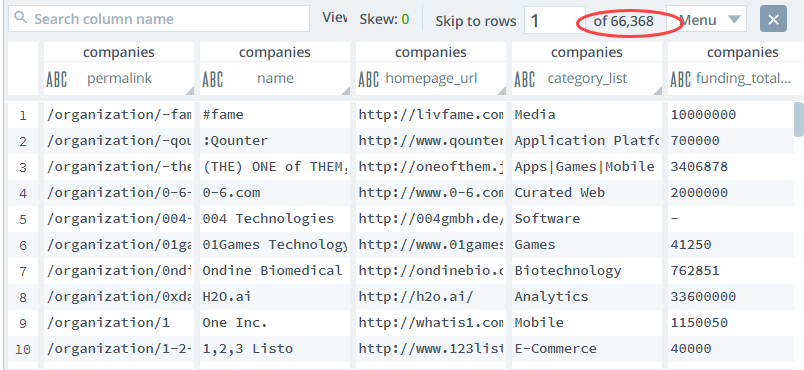 Search column name View Skew: 0 Skip to rows 1 of 66,368 Menu
companies companies companies companies companies
ABC permalink ABC name ABC homepage_url ABC category_list ABC funding_total...
1 /organization/-fam #fame http://livfame.com Media 10000000
2 /organization/-qou :Qounter http://www.qounter Application Platfo 700000
3 /organization/-the (THE) ONE of THEM, http://oneofthem.j Apps|Games|Mobile 3406878
4 /organization/0-6- 0-6.com http://www.0-6.com Curated Web 2000000
5 /organization/004- 004 Technologies http://004gmbh.de/ Software -
6 /organization/01ga 01Games Technology http://www.01games Games 41250
7 /organization/0ndi Ondine Biomedical http://ondinebio.c Biotechnology 762851
8 /organization/0xda H2O.ai http://h2o.ai/ Analytics 33600000
9 /organization/1 One Inc. http://whatis1.com Mobile 1150050
10 /organization/1-2- 1,2,3 Listo http://www.123list E-Commerce 40000